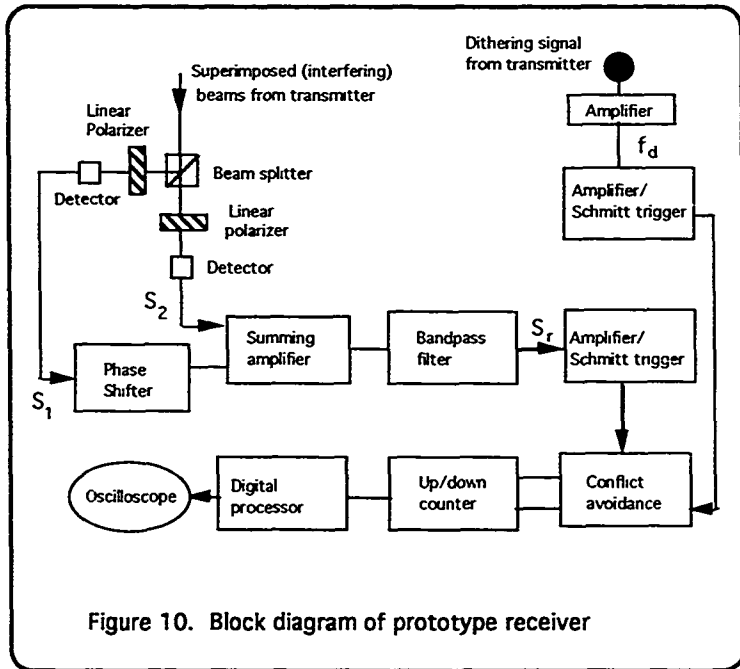 Dithering signal
from transmitter
Superimposed (interfering)
beams from transmitter
Linear
Polarizer
Amplifier
f_d
Beam splitter
Detector
Amplifier/
Schmitt trigger
Linear
polarizer
Detector
S_2
Summing
amplifier
Bandpass
filter
S_r
Amplifier/
Schmitt trigger
Phase
Shifter
S_1
Oscilloscope
Digital
processor
Up/down
counter
Conflict
avoidance
Figure 10. Block diagram of prototype receiver